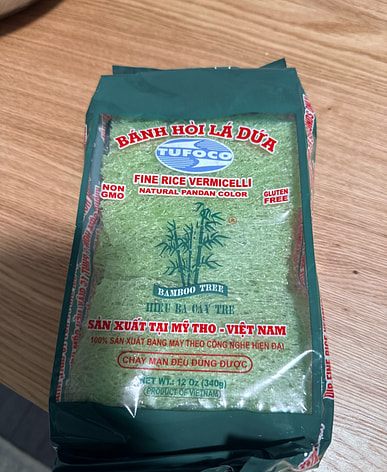 BÁNH HỎI LÁ DỨA
TUFOCO
FINE RICE VERMICELLI
NATURAL PANDAN COLOR
NON GMO
GLUTEN FREE
BAMBOO TREE
HIỆU BA CÂY TRE
SẢN XUẤT TẠI MỸ THO - VIỆT NAM
100% SẢN XUẤT BẰNG MÁY THEO CÔNG NGHỆ HIỆN ĐẠI
CHAY MẶN ĐỀU DÙNG ĐƯỢC
NET WT.: 12 Oz (340g)
(PRODUCT OF VIETNAM)